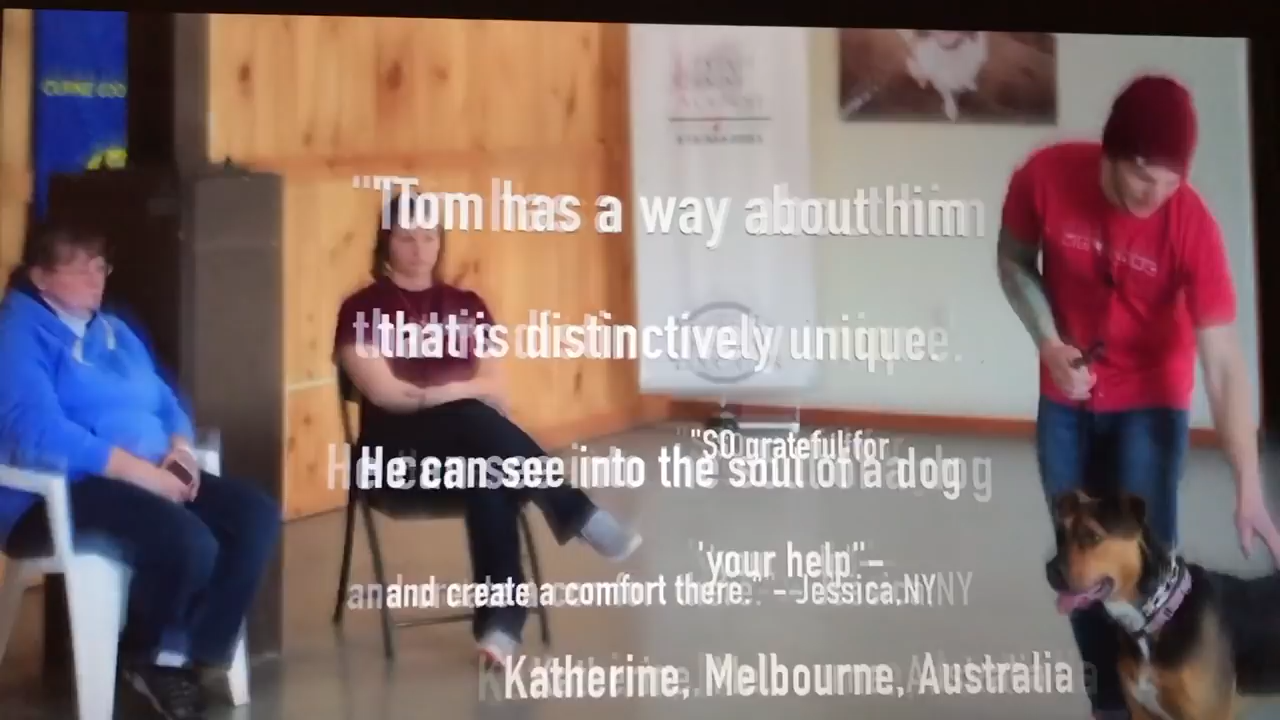 "Tom has a way about him
that is distinctively unique.
He can see into the soul of a dog
and create a comfort there." - Jessica, NY
"SO grateful for
your help" –
Katherine, Melbourne, Australia